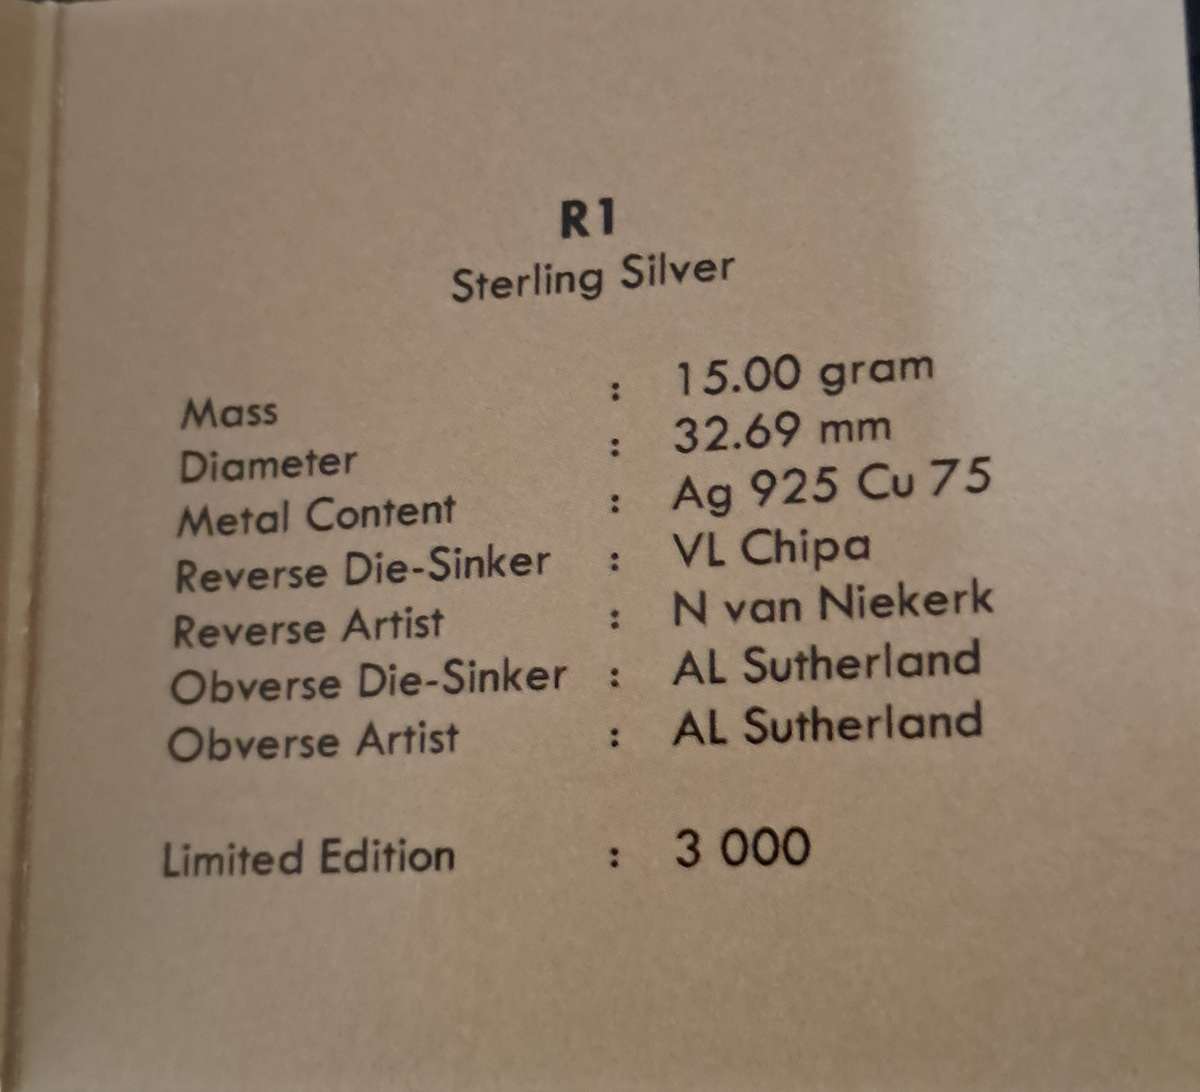 R1
Sterling Silver
Mass : 15.00 gram
Diameter : 32.69 mm
Metal Content : Ag 925 Cu 75
Reverse Die-Sinker : VL Chipa
Reverse Artist : N van Niekerk
Obverse Die-Sinker : AL Sutherland
Obverse Artist : AL Sutherland
Limited Edition : 3 000